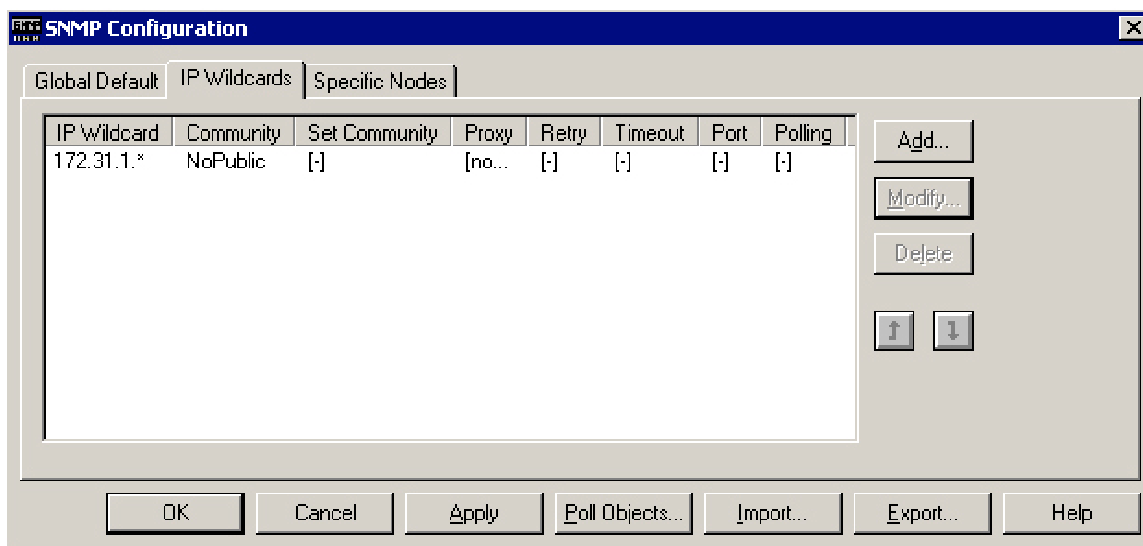 SNMP Configuration
Global Default IP Wildcards Specific Nodes
IP Wildcard Community Set Community Proxy Retry Timeout Port Polling
172.31.1.* NoPublic [-] [no... [-] [-] [-] [-]
Add...
Modify...
Delete
OK Cancel Apply Poll Objects... Import... Export... Help